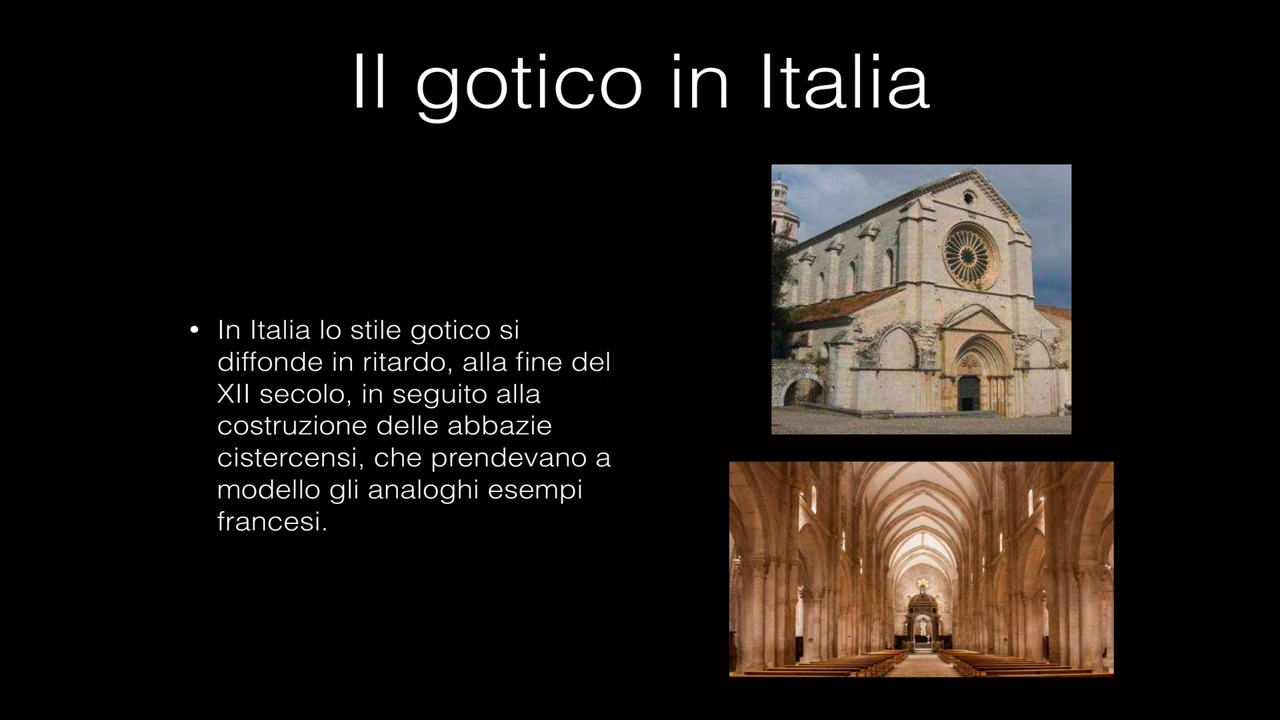 Il gotico in Italia
• In Italia lo stile gotico si
diffonde in ritardo, alla fine del
XII secolo, in seguito alla
costruzione delle abbazie
cistercensi, che prendevano a
modello gli analoghi esempi
francesi.